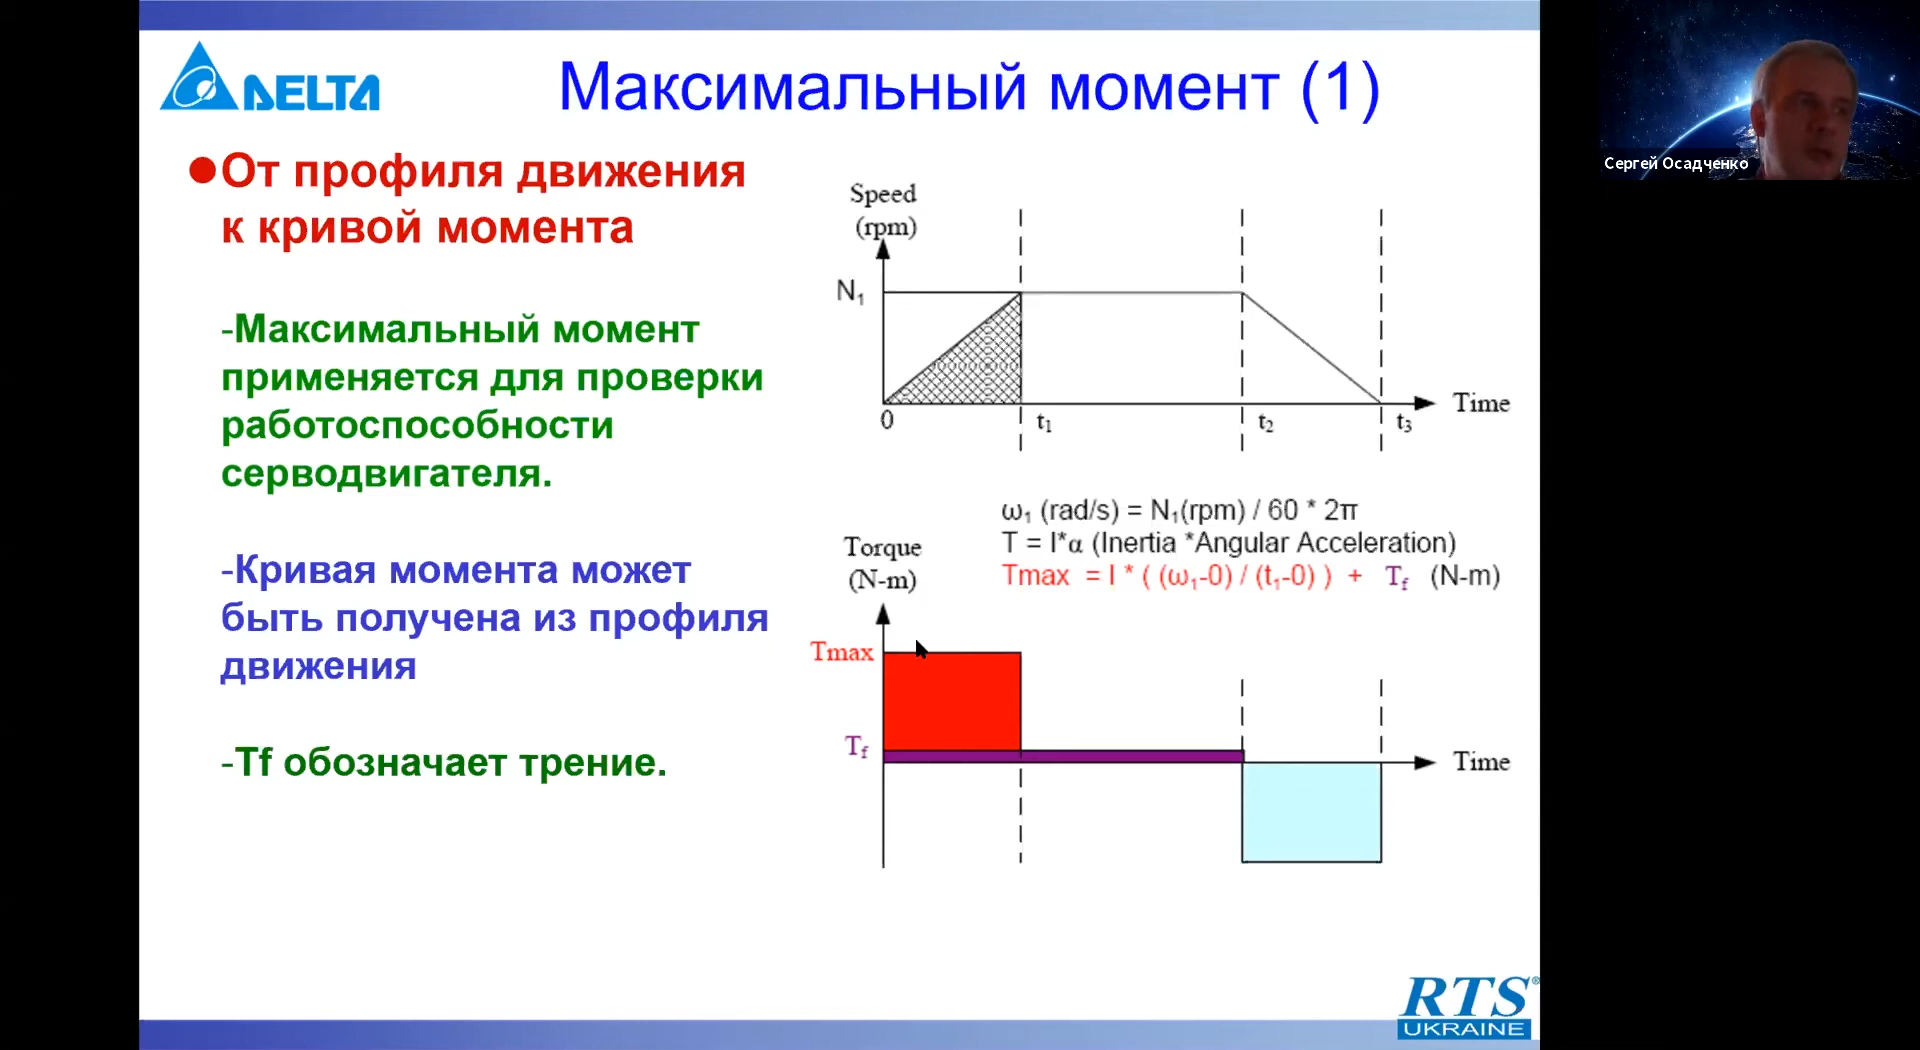 DELTA
Максимальный момент (1)
●От профиля движения
к кривой момента
-Максимальный момент
применяется для проверки
работоспособности
серводвигателя.
-Кривая момента может
быть получена из профиля
движения
-Tf обозначает трение.
Speed
(rpm)
N₁
0
t₁
t₂
t₃
Time
ω₁ (rad/s) = N₁(rpm) / 60 * 2π
T = I*α (Inertia *Angular Acceleration)
Tmax = I * ( (ω₁-0) / (t₁-0) ) + Tf (N-m)
Torque
(N-m)
Tmax
Tf
Time
RTS®
UKRAINE
Сергей Осадченко